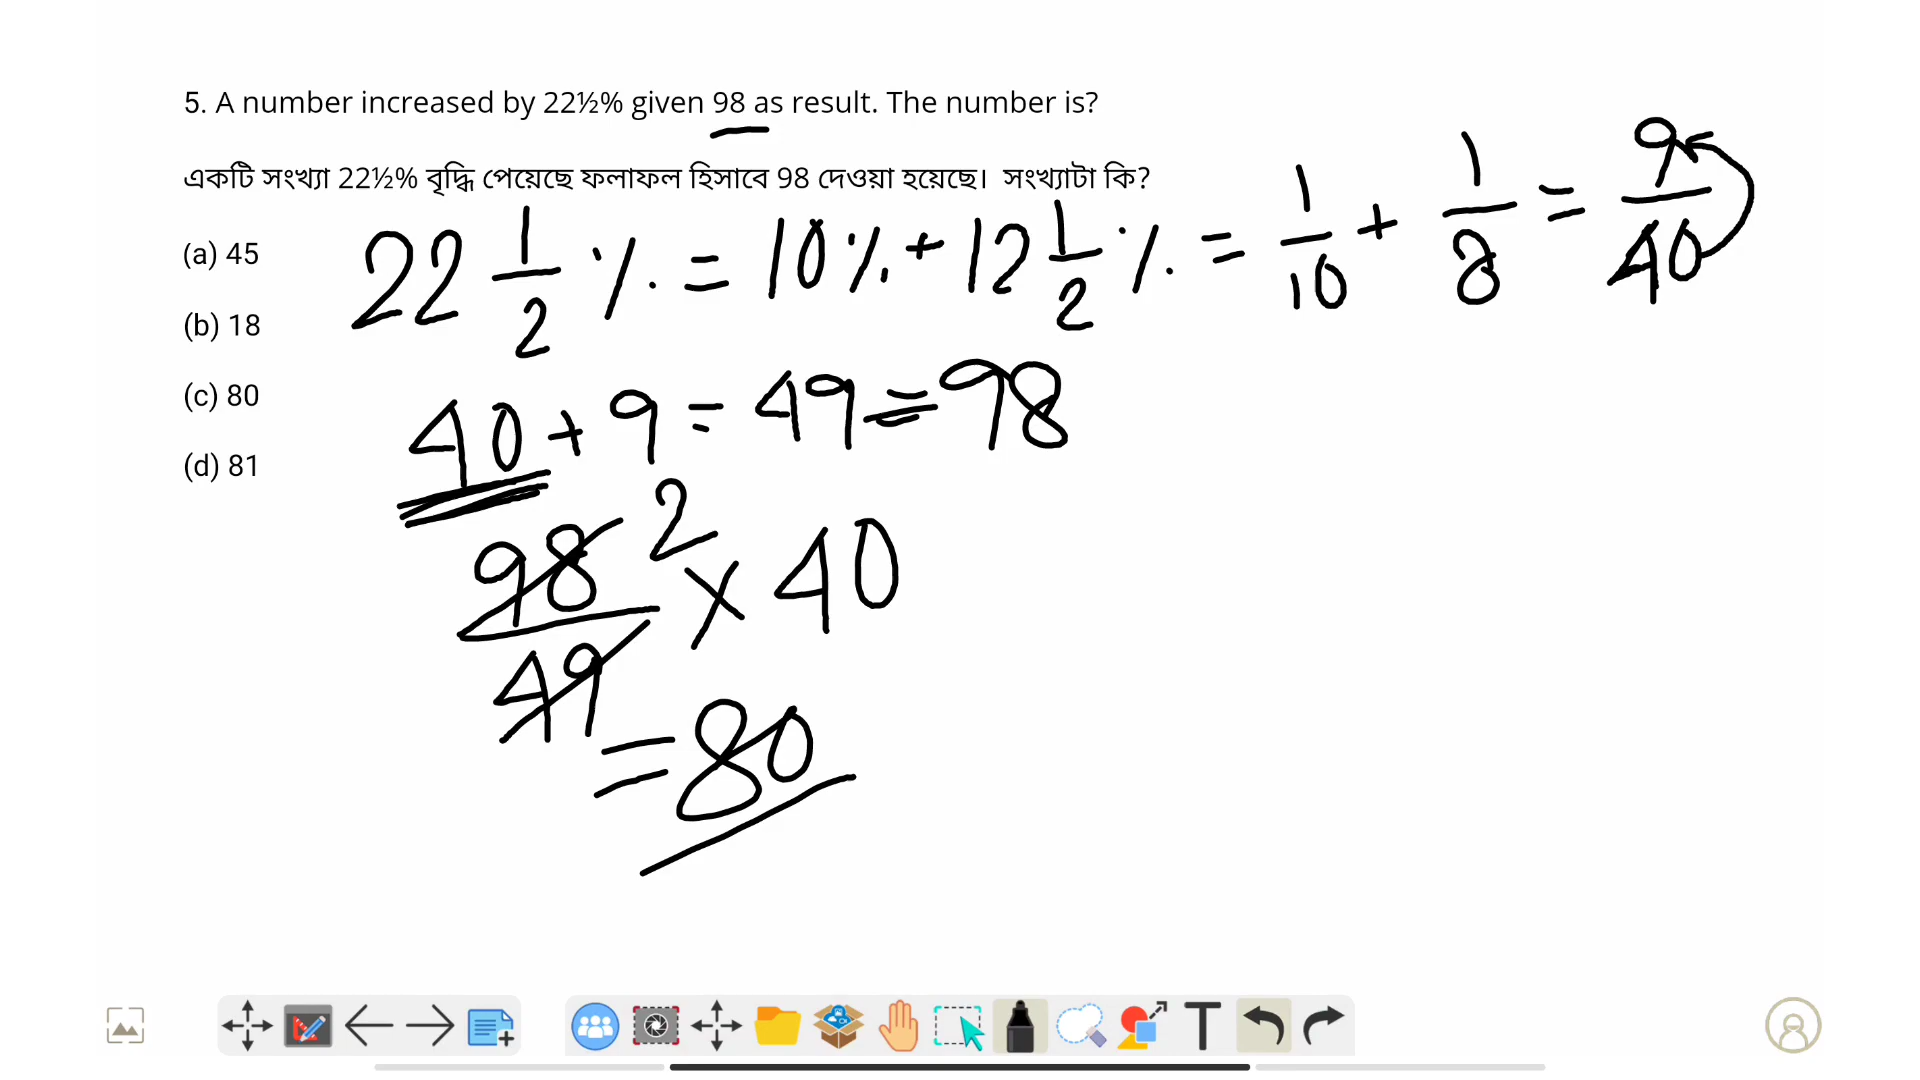 5. A number increased by 22½% given 98 as result. The number is?
একটি সংখ্যা 22½% বৃদ্ধি পেয়েছে ফলাফল হিসাবে 98 দেওয়া হয়েছে। সংখ্যাটা কি?
(a) 45
(b) 18
(c) 80
(d) 81
22 1/2 % = 10% + 12 1/2 % = 1/10 + 1/8 = 9/40
40 + 9 = 49 = 98
98/49 2 × 40
= 80
T